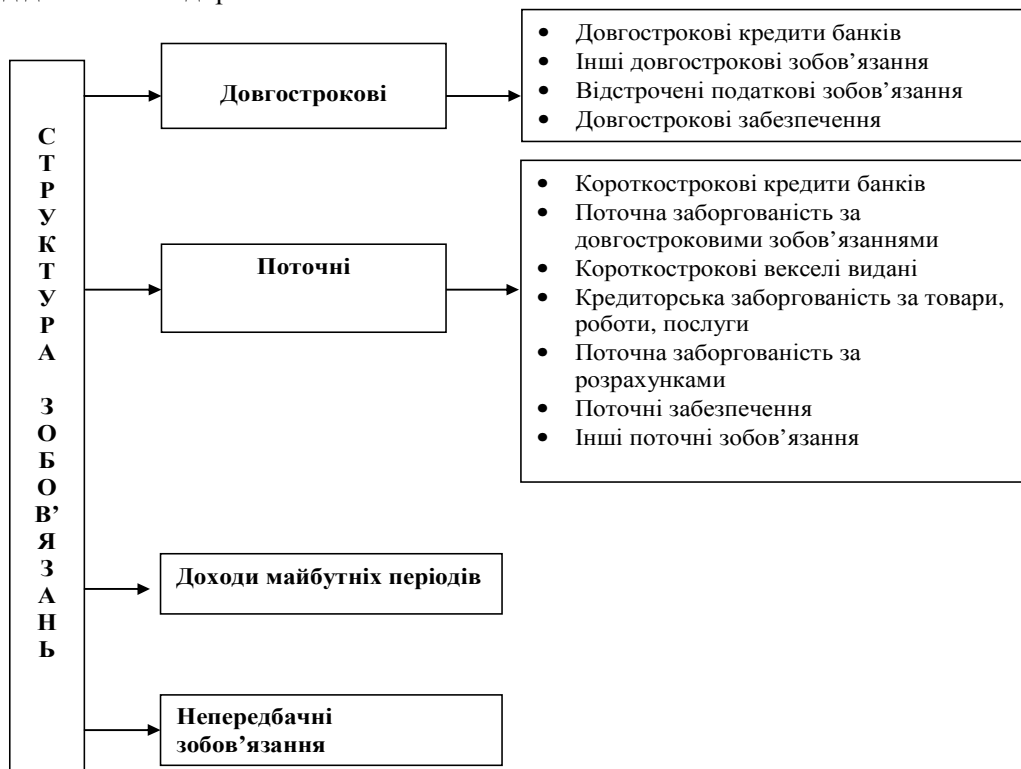 СТРУКТУРА ЗОБОВ’ЯЗАНЬ
Довгострокові
• Довгострокові кредити банків
• Інші довгострокові зобов’язання
• Відстрочені податкові зобов’язання
• Довгострокові забезпечення
Поточні
• Короткострокові кредити банків
• Поточна заборгованість за
довгостроковими зобов’язаннями
• Короткострокові векселі видані
• Кредиторська заборгованість за товари,
роботи, послуги
• Поточна заборгованість за
розрахунками
• Поточні забезпечення
• Інші поточні зобов’язання
Доходи майбутніх періодів
Непередбачні
зобов’язання